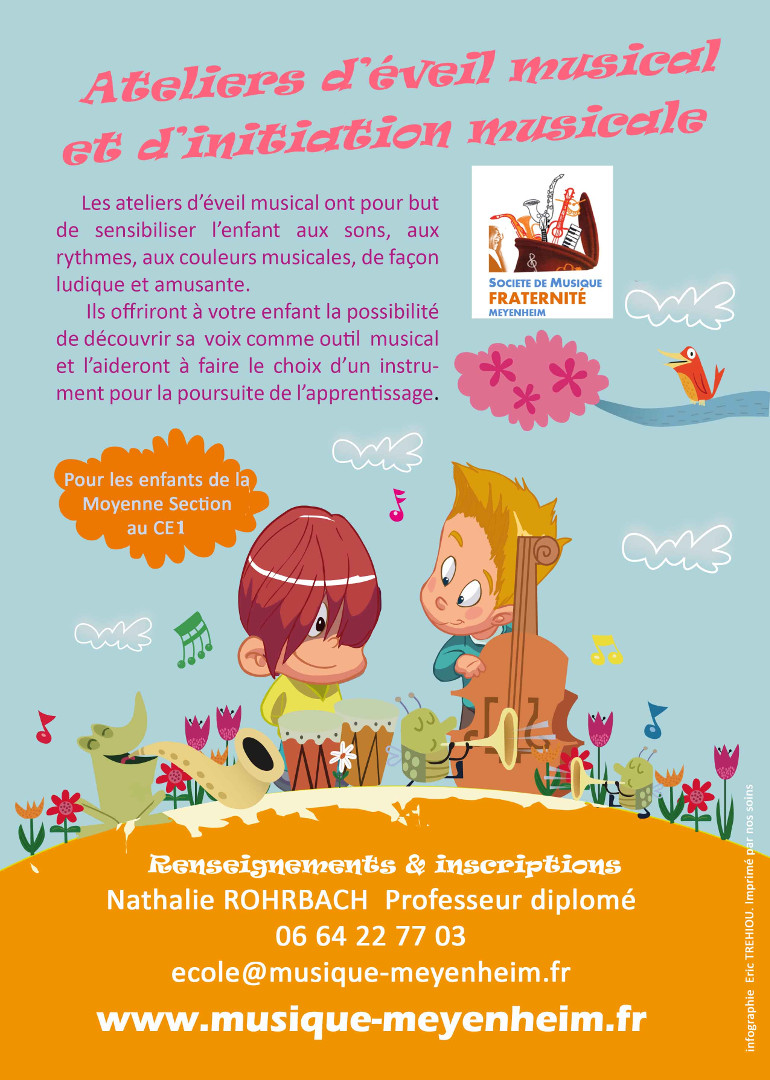 Ateliers d'éveil musical
et d'initiation musicale
Les ateliers d'éveil musical ont pour but
de sensibiliser l'enfant aux sons, aux
rythmes, aux couleurs musicales, de façon
ludique et amusante.
Ils offriront à votre enfant la possibilité
de découvrir sa voix comme outil musical
et l'aideront à faire le choix d'un instru-
ment pour la poursuite de l'apprentissage.
SOCIETE DE MUSIQUE
FRATERNITÉ
MEYENHEIM
Pour les enfants de la
Moyenne Section
au CE1
Renseignements & inscriptions
Nathalie ROHRBACH Professeur diplomé
06 64 22 77 03
ecole@musique-meyenheim.fr
www.musique-meyenheim.fr
infographie Eric TREHIOU. Imprimé par nos soins